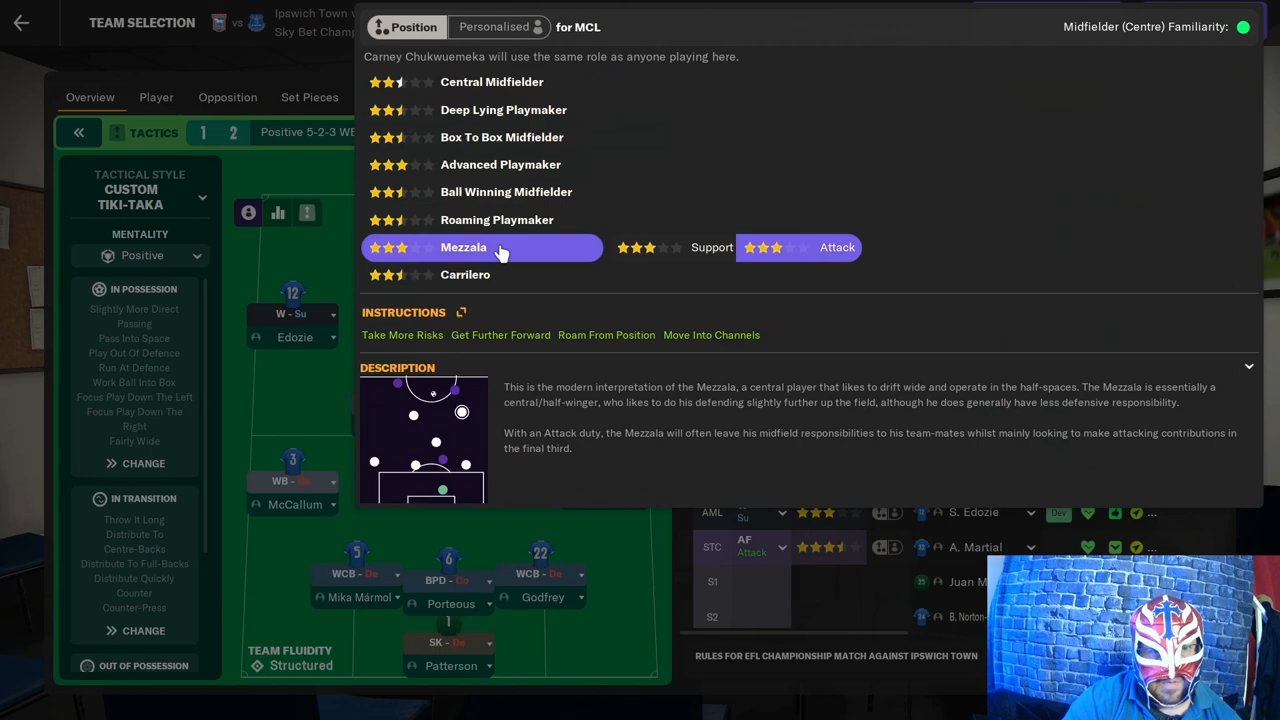 TEAM SELECTION
Ipswich Town v
vs
Sky Bet Champ
Position
Personalised
for MCL
Midfielder (Centre) Familiarity:
Carney Chukwuemeka will use the same role as anyone playing here.
Central Midfielder
Deep Lying Playmaker
Box To Box Midfielder
Advanced Playmaker
Ball Winning Midfielder
Roaming Playmaker
Mezzala
Support
Attack
Carrilero
INSTRUCTIONS
Take More Risks Get Further Forward Roam From Position Move Into Channels
DESCRIPTION
This is the modern interpretation of the Mezzala, a central player that likes to drift wide and operate in the half-spaces. The Mezzala is essentially a
central/half-winger, who likes to do his defending slightly further up the field, although he does generally have less defensive responsibility.
With an Attack duty, the Mezzala will often leave his midfield responsibilities to his team-mates whilst mainly looking to make attacking contributions in
the final third.
Overview Player Opposition Set Pieces
TACTICS 1 2 Positive 5-2-3 WB
TACTICAL STYLE
CUSTOM
TIKI-TAKA
MENTALITY
Positive
IN POSSESSION
Slightly More Direct
Passing
Pass Into Space
Play Out Of Defence
Run At Defence
Work Ball Into Box
Focus Play Down The Left
Focus Play Down The
Right
Fairly Wide
CHANGE
IN TRANSITION
Throw It Long
Distribute To
Centre-Backs
Distribute To Full-Backs
Distribute Quickly
Counter
Counter-Press
CHANGE
OUT OF POSSESSION
12
W - Su
Edozie
3
WB - De
McCallum
5
WCB - De
Mika Mármol
6
BPD - Co
Porteous
22
WCB - De
Godfrey
1
SK - De
Patterson
TEAM FLUIDITY
Structured
AML
Su
S. Edozie
Dev
STC
AF
Attack
A. Martial
S1
Juan M
S2
B. Norton-
RULES FOR EFL CHAMPIONSHIP MATCH AGAINST IPSWICH TOWN